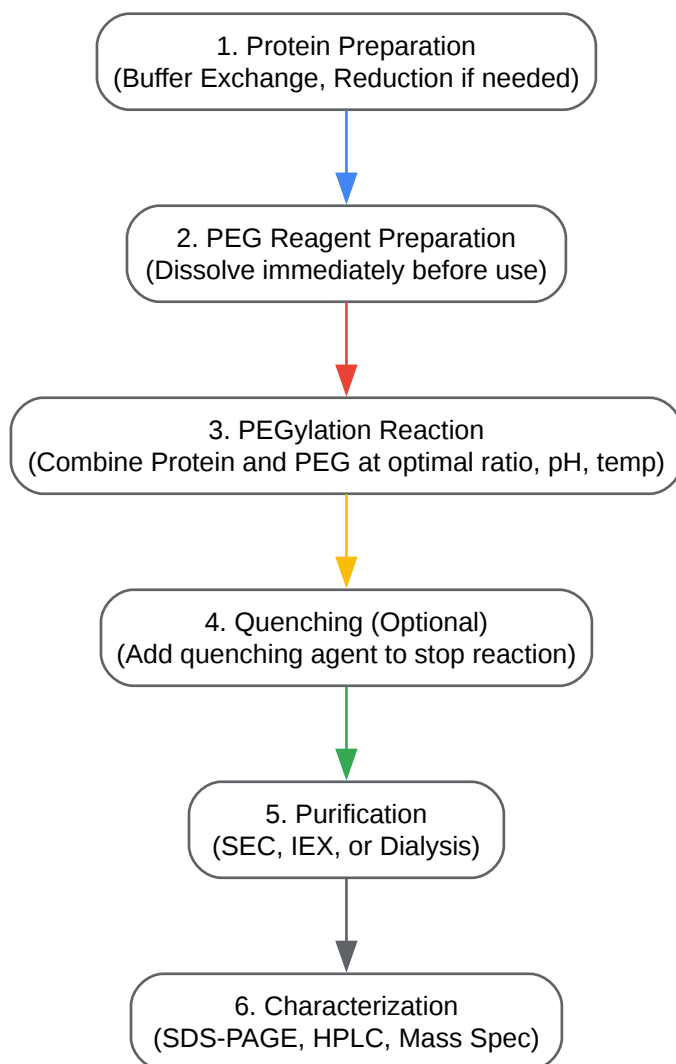 1. Protein Preparation
(Buffer Exchange, Reduction if needed)
2. PEG Reagent Preparation
(Dissolve immediately before use)
3. PEGylation Reaction
(Combine Protein and PEG at optimal ratio, pH, temp)
4. Quenching (Optional)
(Add quenching agent to stop reaction)
5. Purification
(SEC, IEX, or Dialysis)
6. Characterization
(SDS-PAGE, HPLC, Mass Spec)